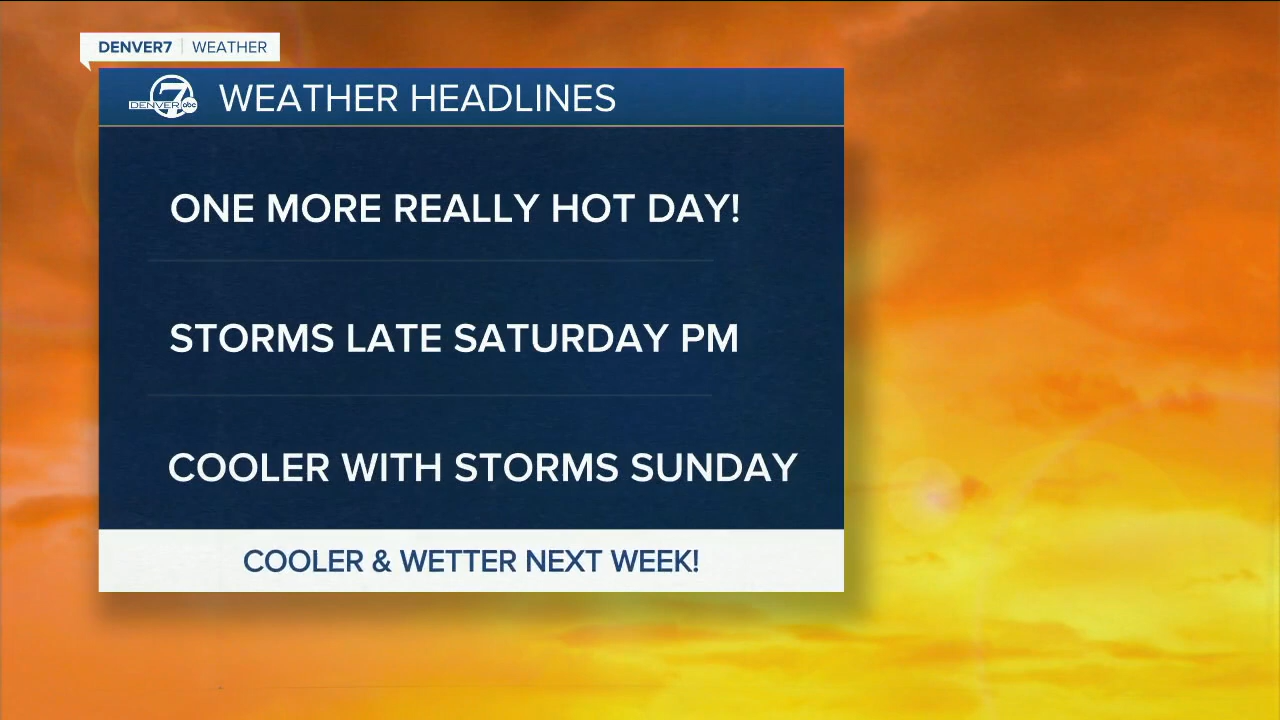 DENVER7 | WEATHER
7
DENVER abc
WEATHER HEADLINES
ONE MORE REALLY HOT DAY!
STORMS LATE SATURDAY PM
COOLER WITH STORMS SUNDAY
COOLER & WETTER NEXT WEEK!